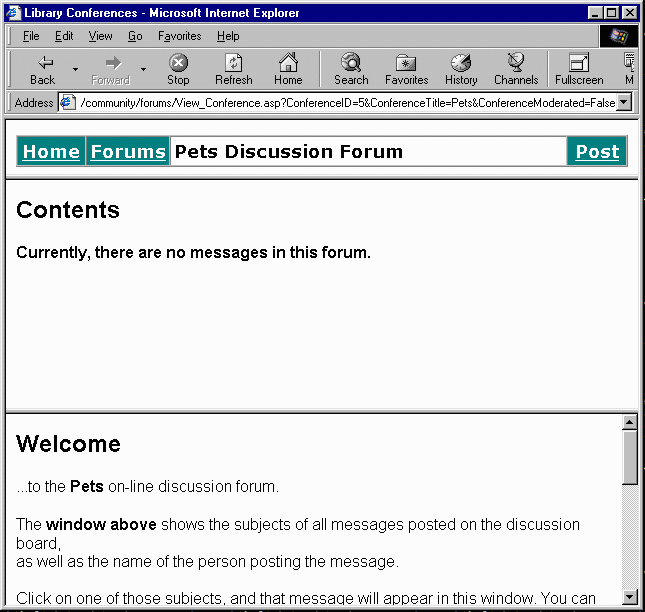 Library Conferences - Microsoft Internet Explorer
File Edit View Go Favorites Help
Back Forward Stop Refresh Home Search Favorites History Channels Fullscreen M
Address /community/forums/View_Conference.asp?ConferenceID=5&ConferenceTitle=Pets&ConferenceModerated=False
Home Forums Pets Discussion Forum Post
Contents
Currently, there are no messages in this forum.
Welcome
...to the Pets on-line discussion forum.
The window above shows the subjects of all messages posted on the discussion
board,
as well as the name of the person posting the message.
Click on one of those subjects, and that message will appear in this window. You can